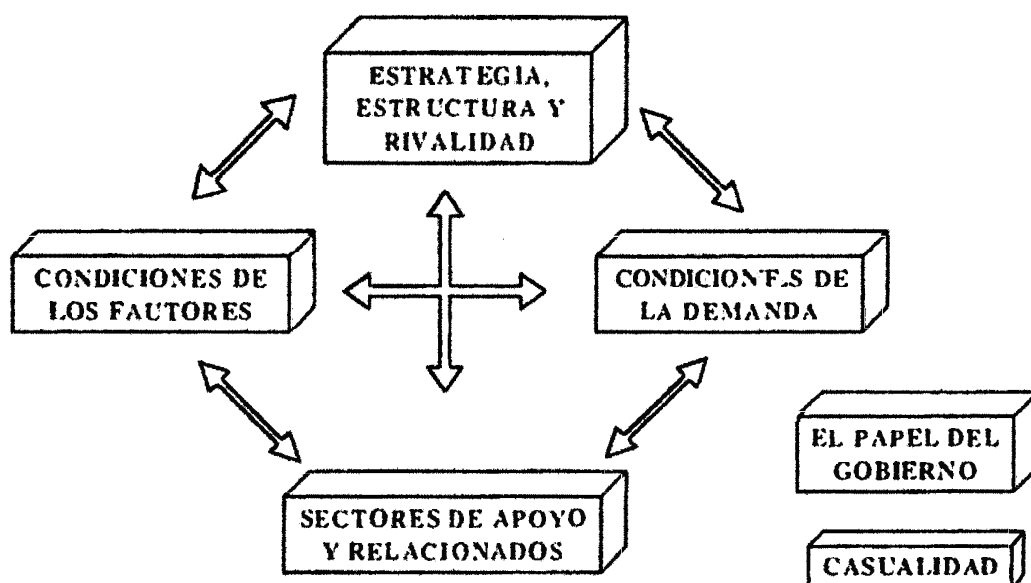 ESTRATEGIA,
ESTRUCTURA Y
RIVALIDAD
CONDICIONES DE
LOS FAUTORES
CONDICIONES DE
LA DEMANDA
EL PAPEL DEL
GOBIERNO
SECTORES DE APOYO
Y RELACIONADOS
CASUALIDAD